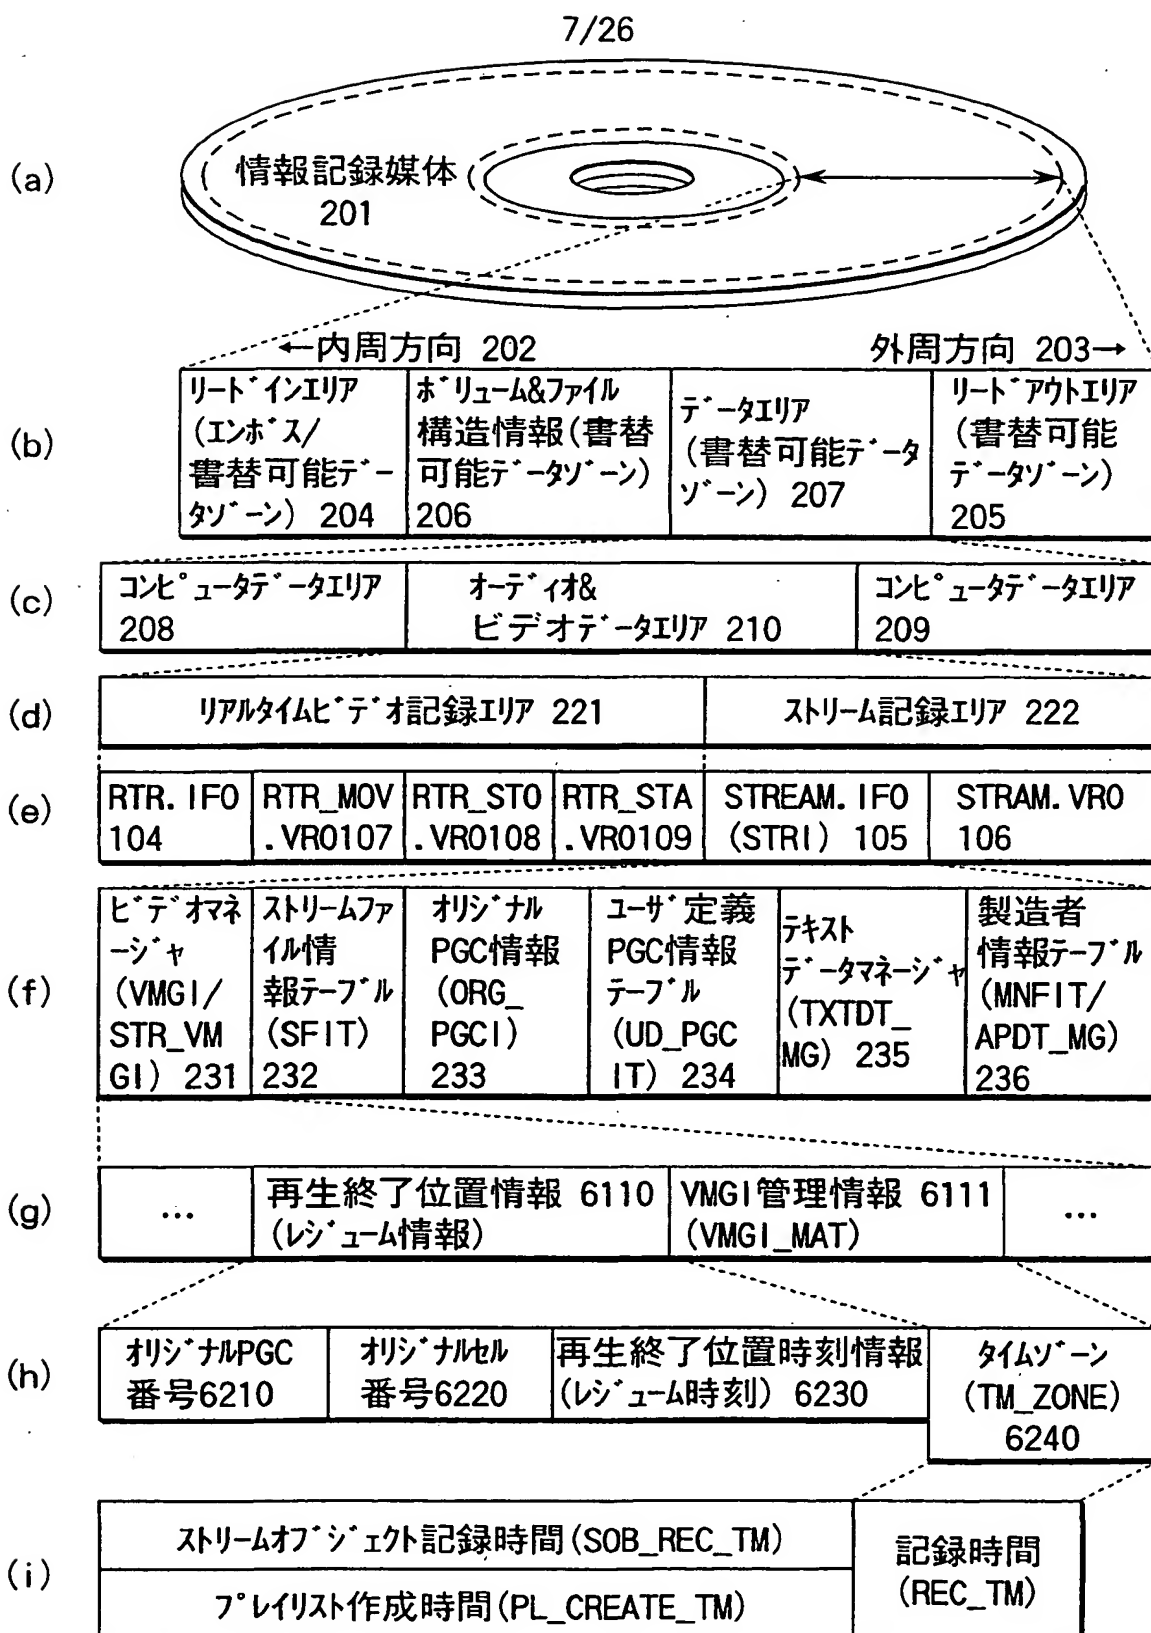 7/26
(a)
情報記録媒体
201
←内周方向 202
外周方向 203→
(b)
リードインエリア
(エンボス/
書替可能デー
タゾーン) 204
ボリューム&ファイル
構造情報(書替
可能データゾーン)
206
データエリア
(書替可能データ
ゾーン) 207
リードアウトエリア
(書替可能
データゾーン)
205
(c)
コンピュータデータエリア
208
オーディオ&
ビデオデータエリア 210
コンピュータデータエリア
209
(d)
リアルタイムビデオ記録エリア 221
ストリーム記録エリア 222
(e)
RTR.IFO
104
RTR_MOV
.VRO107
RTR_STO
.VRO108
RTR_STA
.VRO109
STREAM.IFO
(STRI) 105
STRAM.VRO
106
(f)
ビデオマネ
ージャ
(VMGI/
STR_VM
GI) 231
ストリームファ
イル情
報テーブル
(SFIT)
232
オリジナル
PGC情報
(ORG_
PGCI)
233
ユーザ定義
PGC情報
テーブル
(UD_PGC
IT) 234
テキスト
データマネージャ
(TXTDT_
MG) 235
製造者
情報テーブル
(MNFIT/
APDT_MG)
236
(g)
...
再生終了位置情報 6110
(レジューム情報)
VMGI管理情報 6111
(VMGI_MAT)
...
(h)
オリジナルPGC
番号6210
オリジナルセル
番号6220
再生終了位置時刻情報
(レジューム時刻) 6230
タイムゾーン
(TM_ZONE)
6240
(i)
ストリームオブジェクト記録時間(SOB_REC_TM)
プレイリスト作成時間(PL_CREATE_TM)
記録時間
(REC_TM)